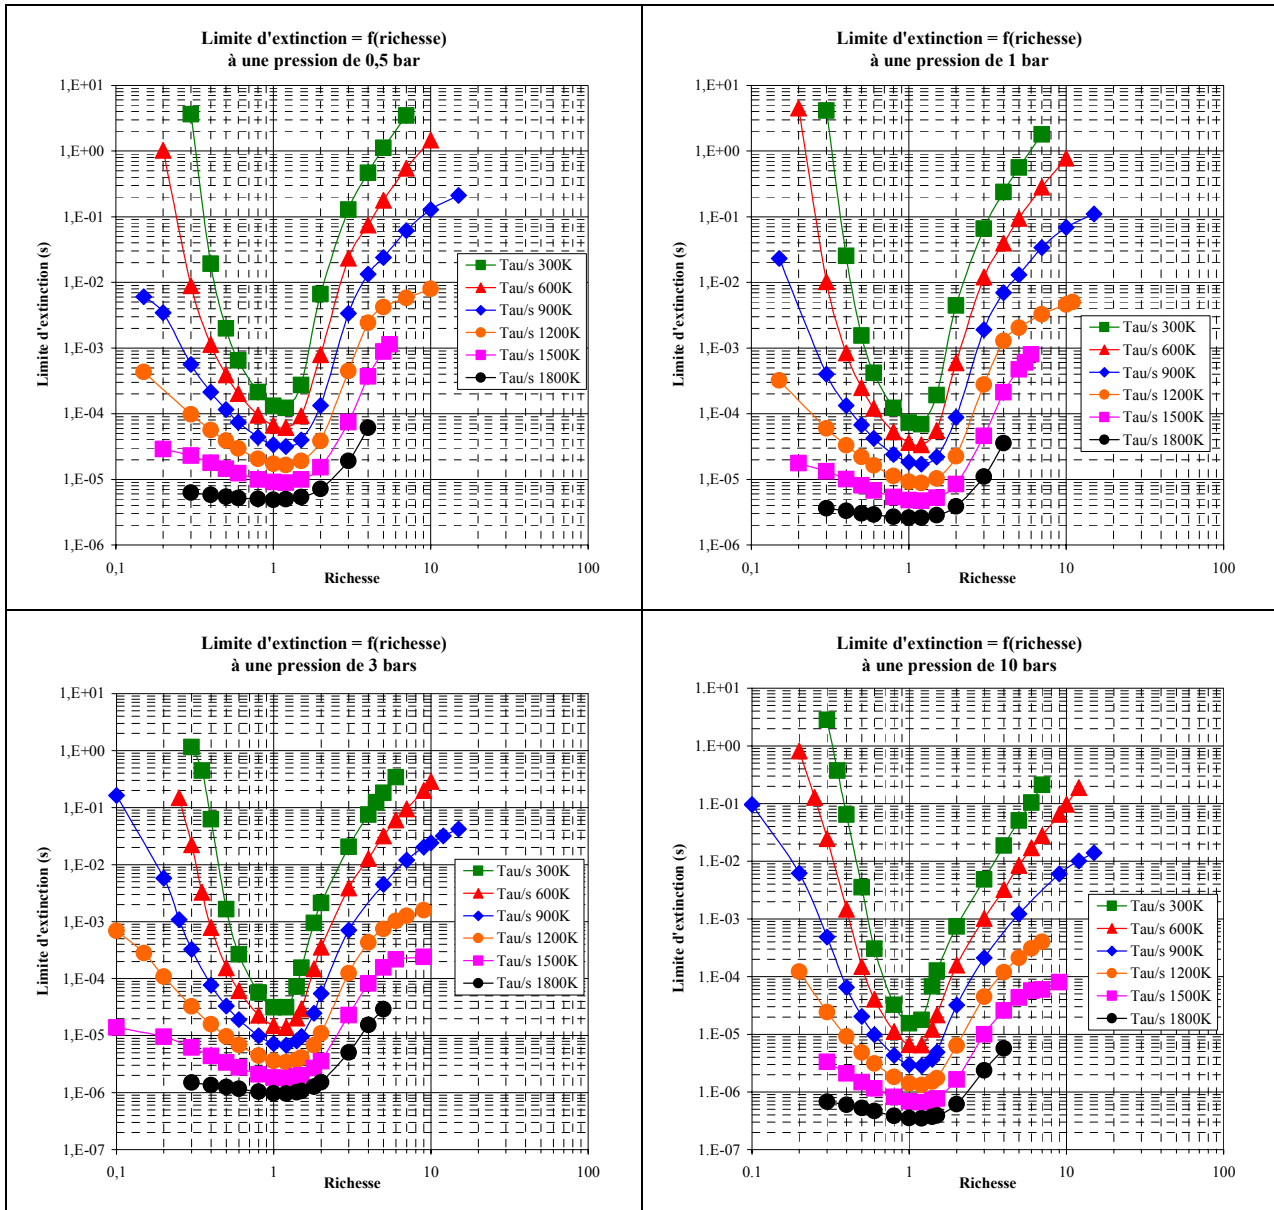 Limite d'extinction = f(richesse)
à une pression de 0,5 bar
1,E+01
1,E+00
1,E-01
1,E-02
1,E-03
1,E-04
1,E-05
1,E-06
0,1
1
10
100
Richesse
Limite d'extinction (s)
Tau/s 300K
Tau/s 600K
Tau/s 900K
Tau/s 1200K
Tau/s 1500K
Tau/s 1800K
Limite d'extinction = f(richesse)
à une pression de 1 bar
1,E+01
1,E+00
1,E-01
1,E-02
1,E-03
1,E-04
1,E-05
1,E-06
0,1
1
10
100
Richesse
Limite d'extinction (s)
Tau/s 300K
Tau/s 600K
Tau/s 900K
Tau/s 1200K
Tau/s 1500K
Tau/s 1800K
Limite d'extinction = f(richesse)
à une pression de 3 bars
1,E+01
1,E+00
1,E-01
1,E-02
1,E-03
1,E-04
1,E-05
1,E-06
1,E-07
0,1
1
10
100
Richesse
Limite d'extinction (s)
Tau/s 300K
Tau/s 600K
Tau/s 900K
Tau/s 1200K
Tau/s 1500K
Tau/s 1800K
Limite d'extinction = f(richesse)
à une pression de 10 bars
1.E+01
1.E+00
1.E-01
1.E-02
1.E-03
1.E-04
1.E-05
1.E-06
1.E-07
0.1
1
10
100
Richesse
Limite d'extinction (s)
Tau/s 300K
Tau/s 600K
Tau/s 900K
Tau/s 1200K
Tau/s 1500K
Tau/s 1800K